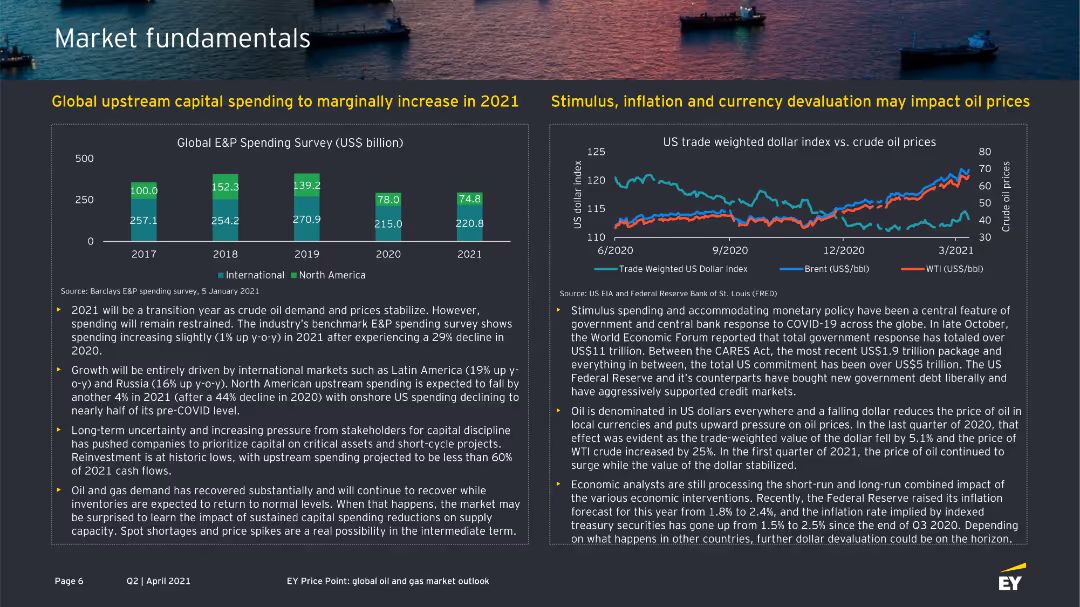 Market fundamentals
Global upstream capital spending to marginally increase in 2021
Global E&P Spending Survey (US$ billion)
500
250
0
100.0
152.3
139.2
78.0
74.8
257.1
254.2
270.9
215.0
220.8
2017
2018
2019
2020
2021
International
North America
Source: Barclays E&P spending survey, 5 January 2021
2021 will be a transition year as crude oil demand and prices stabilize. However,
spending will remain restrained. The industry's benchmark E&P spending survey shows
spending increasing slightly (1% up y-o-y) in 2021 after experiencing a 29% decline in
2020.
Growth will be entirely driven by international markets such as Latin America (19% up y-
o-y) and Russia (16% up y-o-y). North American upstream spending is expected to fall by
another 4% in 2021 (after a 44% decline in 2020) with onshore US spending declining to
nearly half of its pre-COVID level.
Long-term uncertainty and increasing pressure from stakeholders for capital discipline
has pushed companies to prioritize capital on critical assets and short-cycle projects.
Reinvestment is at historic lows, with upstream spending projected to be less than 60%
of 2021 cash flows.
Oil and gas demand has recovered substantially and will continue to recover while
inventories are expected to return to normal levels. When that happens, the market may
be surprised to learn the impact of sustained capital spending reductions on supply
capacity. Spot shortages and price spikes are a real possibility in the intermediate term.
Stimulus, inflation and currency devaluation may impact oil prices
US trade weighted dollar index vs. crude oil prices
US dollar index
125
120
115
110
80
70
60
50
40
30
Crude oil prices
6/2020
9/2020
12/2020
3/2021
Trade Weighted US Dollar Index
Brent (US$/bbl)
WTI (US$/bbl)
Source: US EIA and Federal Reserve Bank of St. Louis (FRED)
Stimulus spending and accommodating monetary policy have been a central feature of
government and central bank response to COVID-19 across the globe. In late October,
the World Economic Forum reported that total government response has totaled over
US$11 trillion. Between the CARES Act, the most recent US$1.9 trillion package and
everything in between, the total US commitment has been over US$5 trillion. The US
Federal Reserve and it's counterparts have bought new government debt liberally and
have aggressively supported credit markets.
Oil is denominated in US dollars everywhere and a falling dollar reduces the price of oil in
local currencies and puts upward pressure on oil prices. In the last quarter of 2020, that
effect was evident as the trade-weighted value of the dollar fell by 5.1% and the price of
WTI crude increased by 25%. In the first quarter of 2021, the price of oil continued to
surge while the value of the dollar stabilized.
Economic analysts are still processing the short-run and long-run combined impact of
the various economic interventions. Recently, the Federal Reserve raised its inflation
forecast for this year from 1.8% to 2.4%, and the inflation rate implied by indexed
treasury securities has gone up from 1.5% to 2.5% since the end of Q3 2020. Depending
on what happens in other countries, further dollar devaluation could be on the horizon.
Page 6
Q2 | April 2021
EY Price Point: global oil and gas market outlook
EY